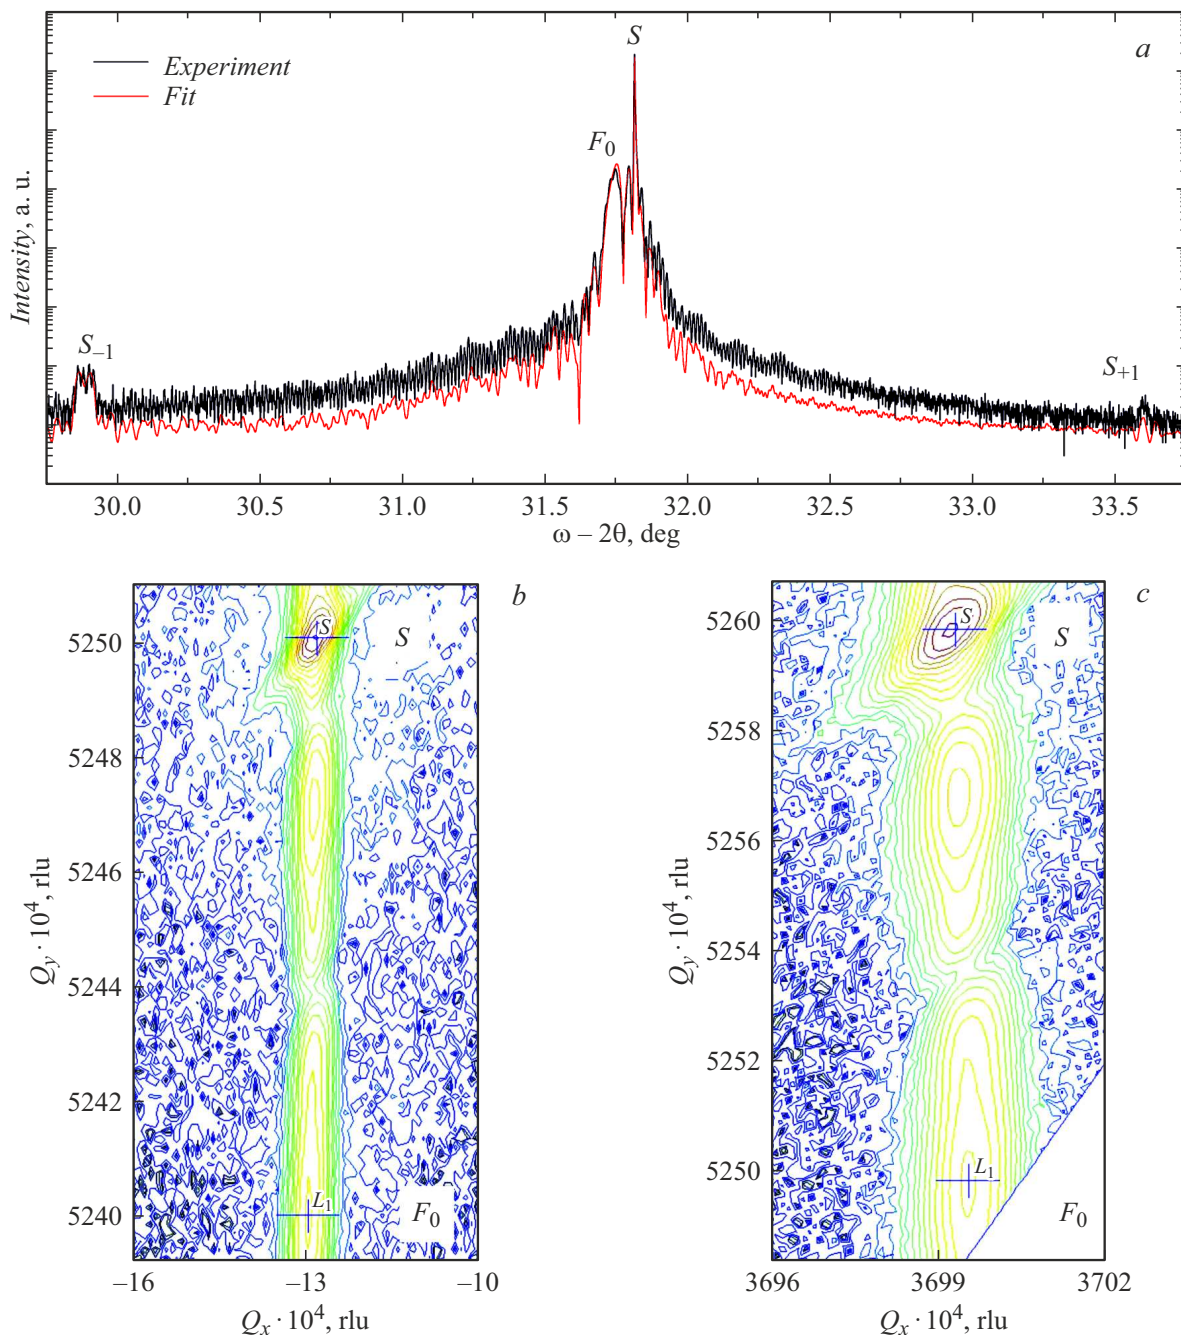 S
a
Experiment
Fit
F0
Intensity, a. u.
S–1
S+1
30.0 30.5 31.0 31.5 32.0 32.5 33.0 33.5
ω – 2θ, deg
b
S
S
5250
5248
5246
5244
5242
5240
Qy · 10^4, rlu
L1
F0
–16 –13 –10
Qx · 10^4, rlu
c
S
S
5260
5258
5256
5254
5252
5250
Qy · 10^4, rlu
L1
F0
3696 3699 3702
Qx · 10^4, rlu